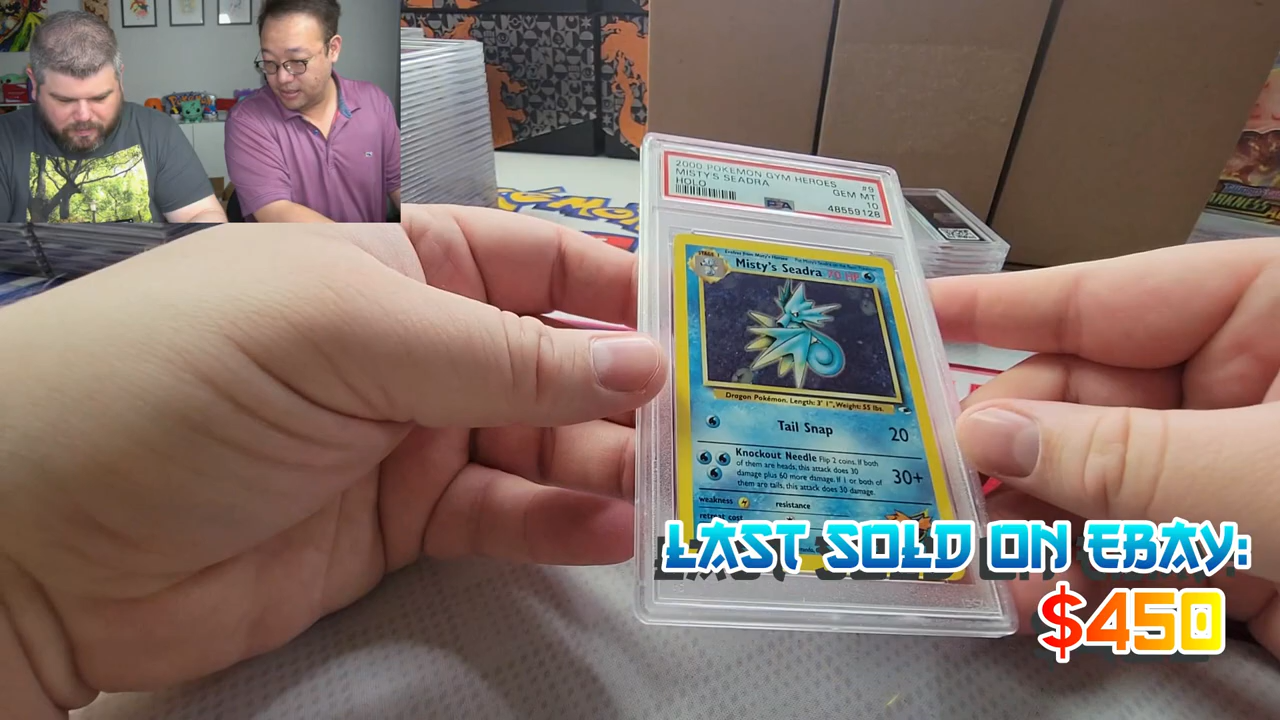 2000 POKEMON GYM HEROES #9
MISTY'S SEADRA GEM MT
HOLO 10
PSA 48559128
STAGE 1
Misty's Seadra 70 HP
Dragon Pokémon. Length: 3' 1", Weight: 55 lbs.
Tail Snap 20
Knockout Needle Flip 2 coins. If both
of them are heads, this attack does 30
damage plus 60 more damage. If 1 or both of
them are tails, this attack does 30 damage.
30+
weakness resistance
retreat cost
LAST SOLD ON EBAY:
$450